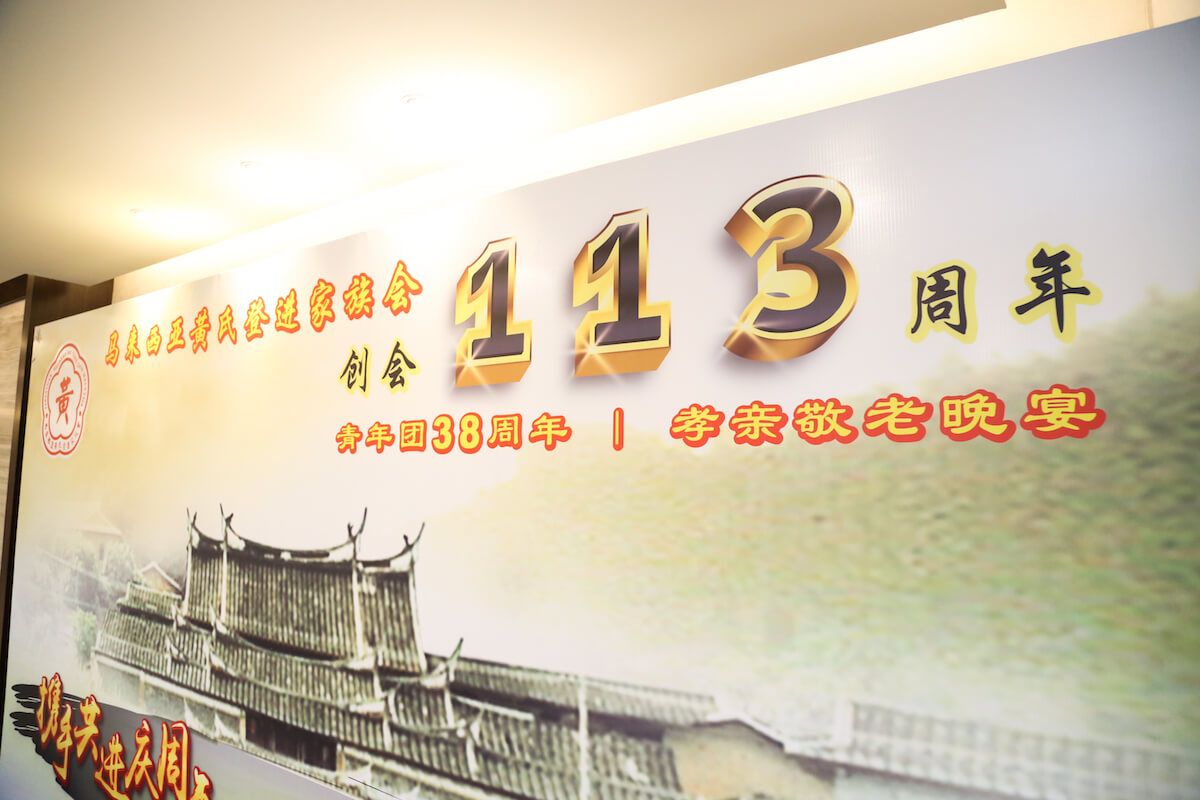 马来西亚黄氏登进家族会
黄
创会 113 周年
青年团38周年 | 孝亲敬老晚宴
携手共进庆周年